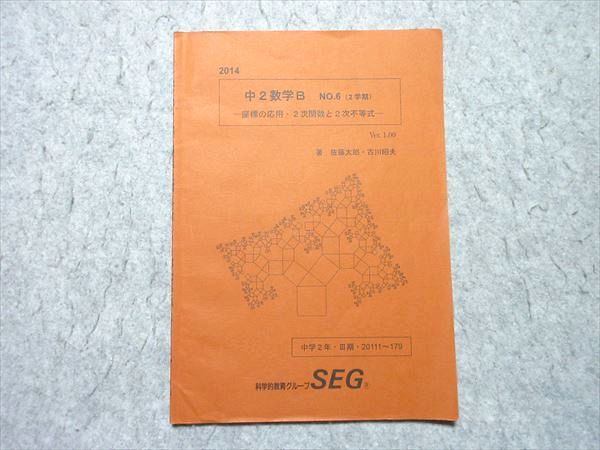 2014
中2数学B NO.6（2学期）
―座標の応用・2次関数と2次不等式―
Ver. 1.00
著 佐藤太郎・古川昭夫
中学2年・Ⅲ期・20111～179
科学的教育グループSEG®